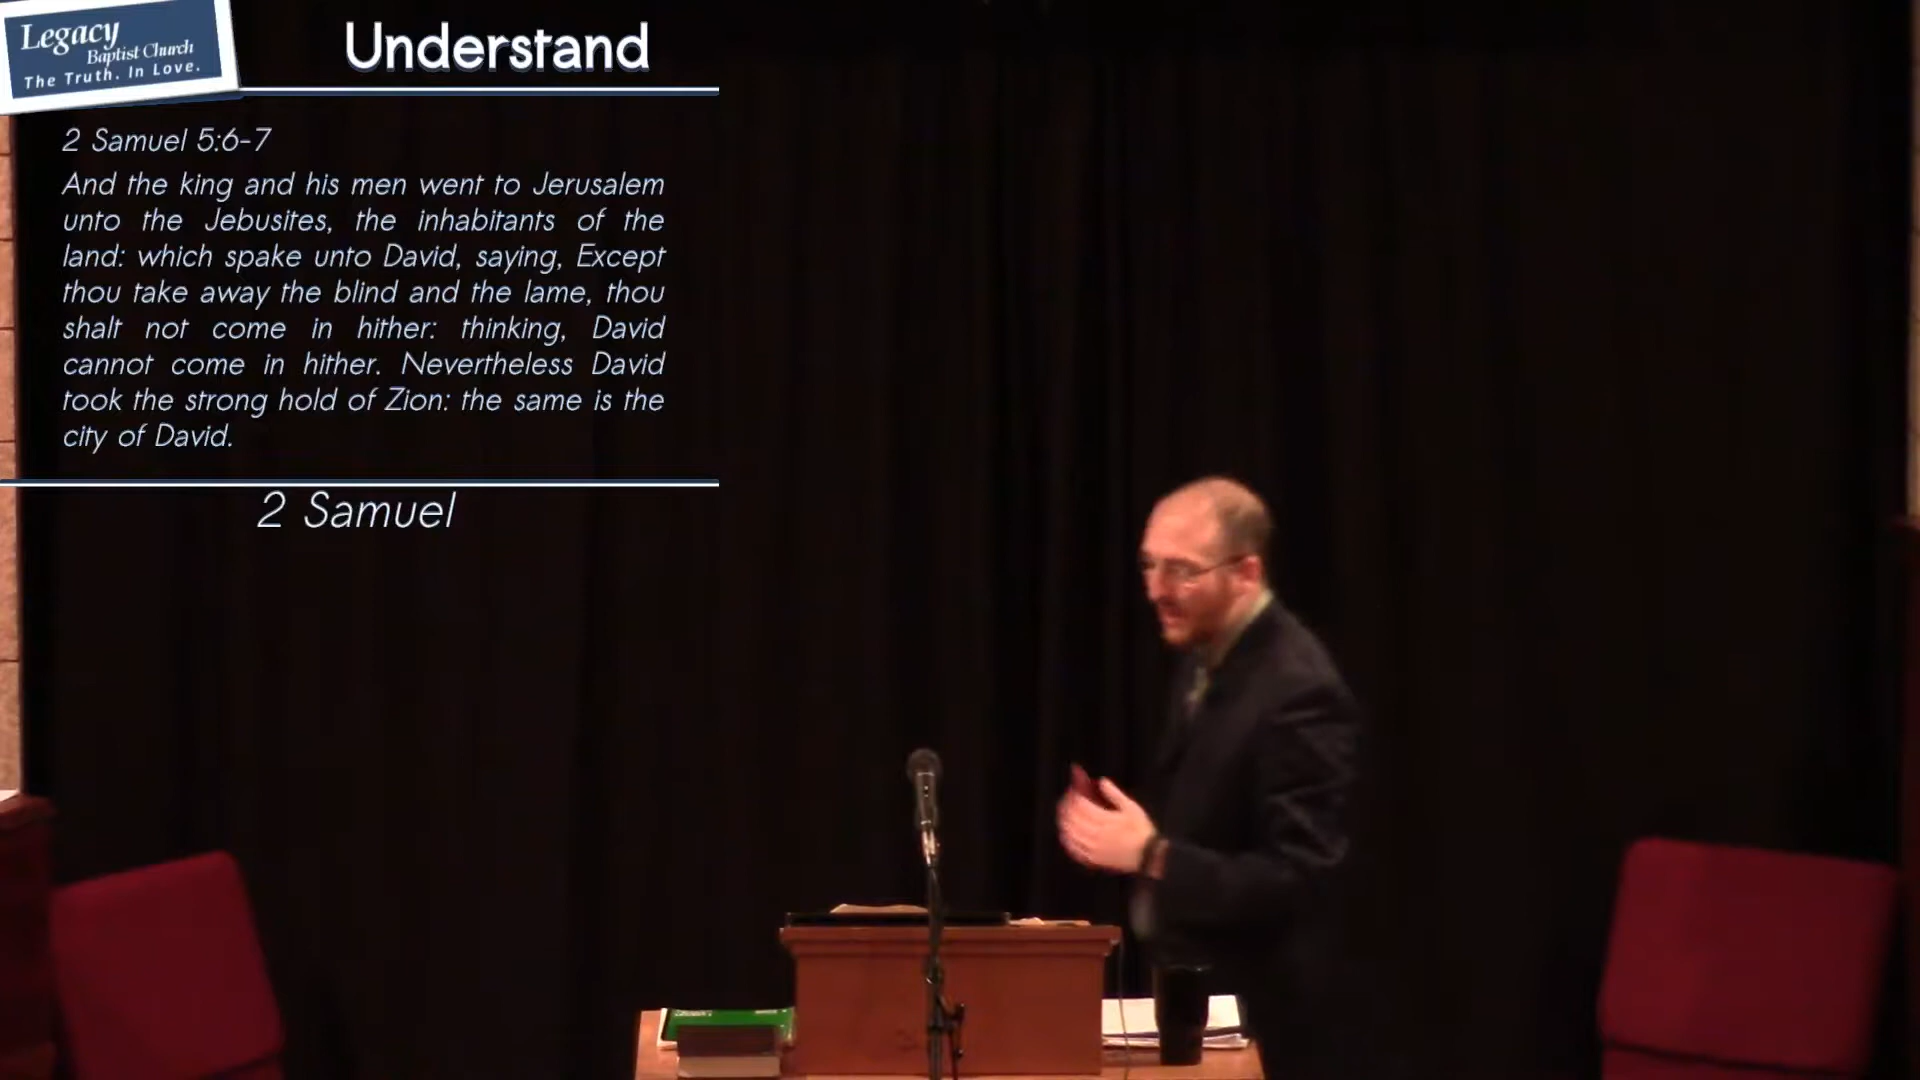 Legacy
Baptist Church
The Truth. In Love.
Understand
2 Samuel 5:6-7
And the king and his men went to Jerusalem
unto the Jebusites, the inhabitants of the
land: which spake unto David, saying, Except
thou take away the blind and the lame, thou
shalt not come in hither: thinking, David
cannot come in hither. Nevertheless David
took the strong hold of Zion: the same is the
city of David.
2 Samuel